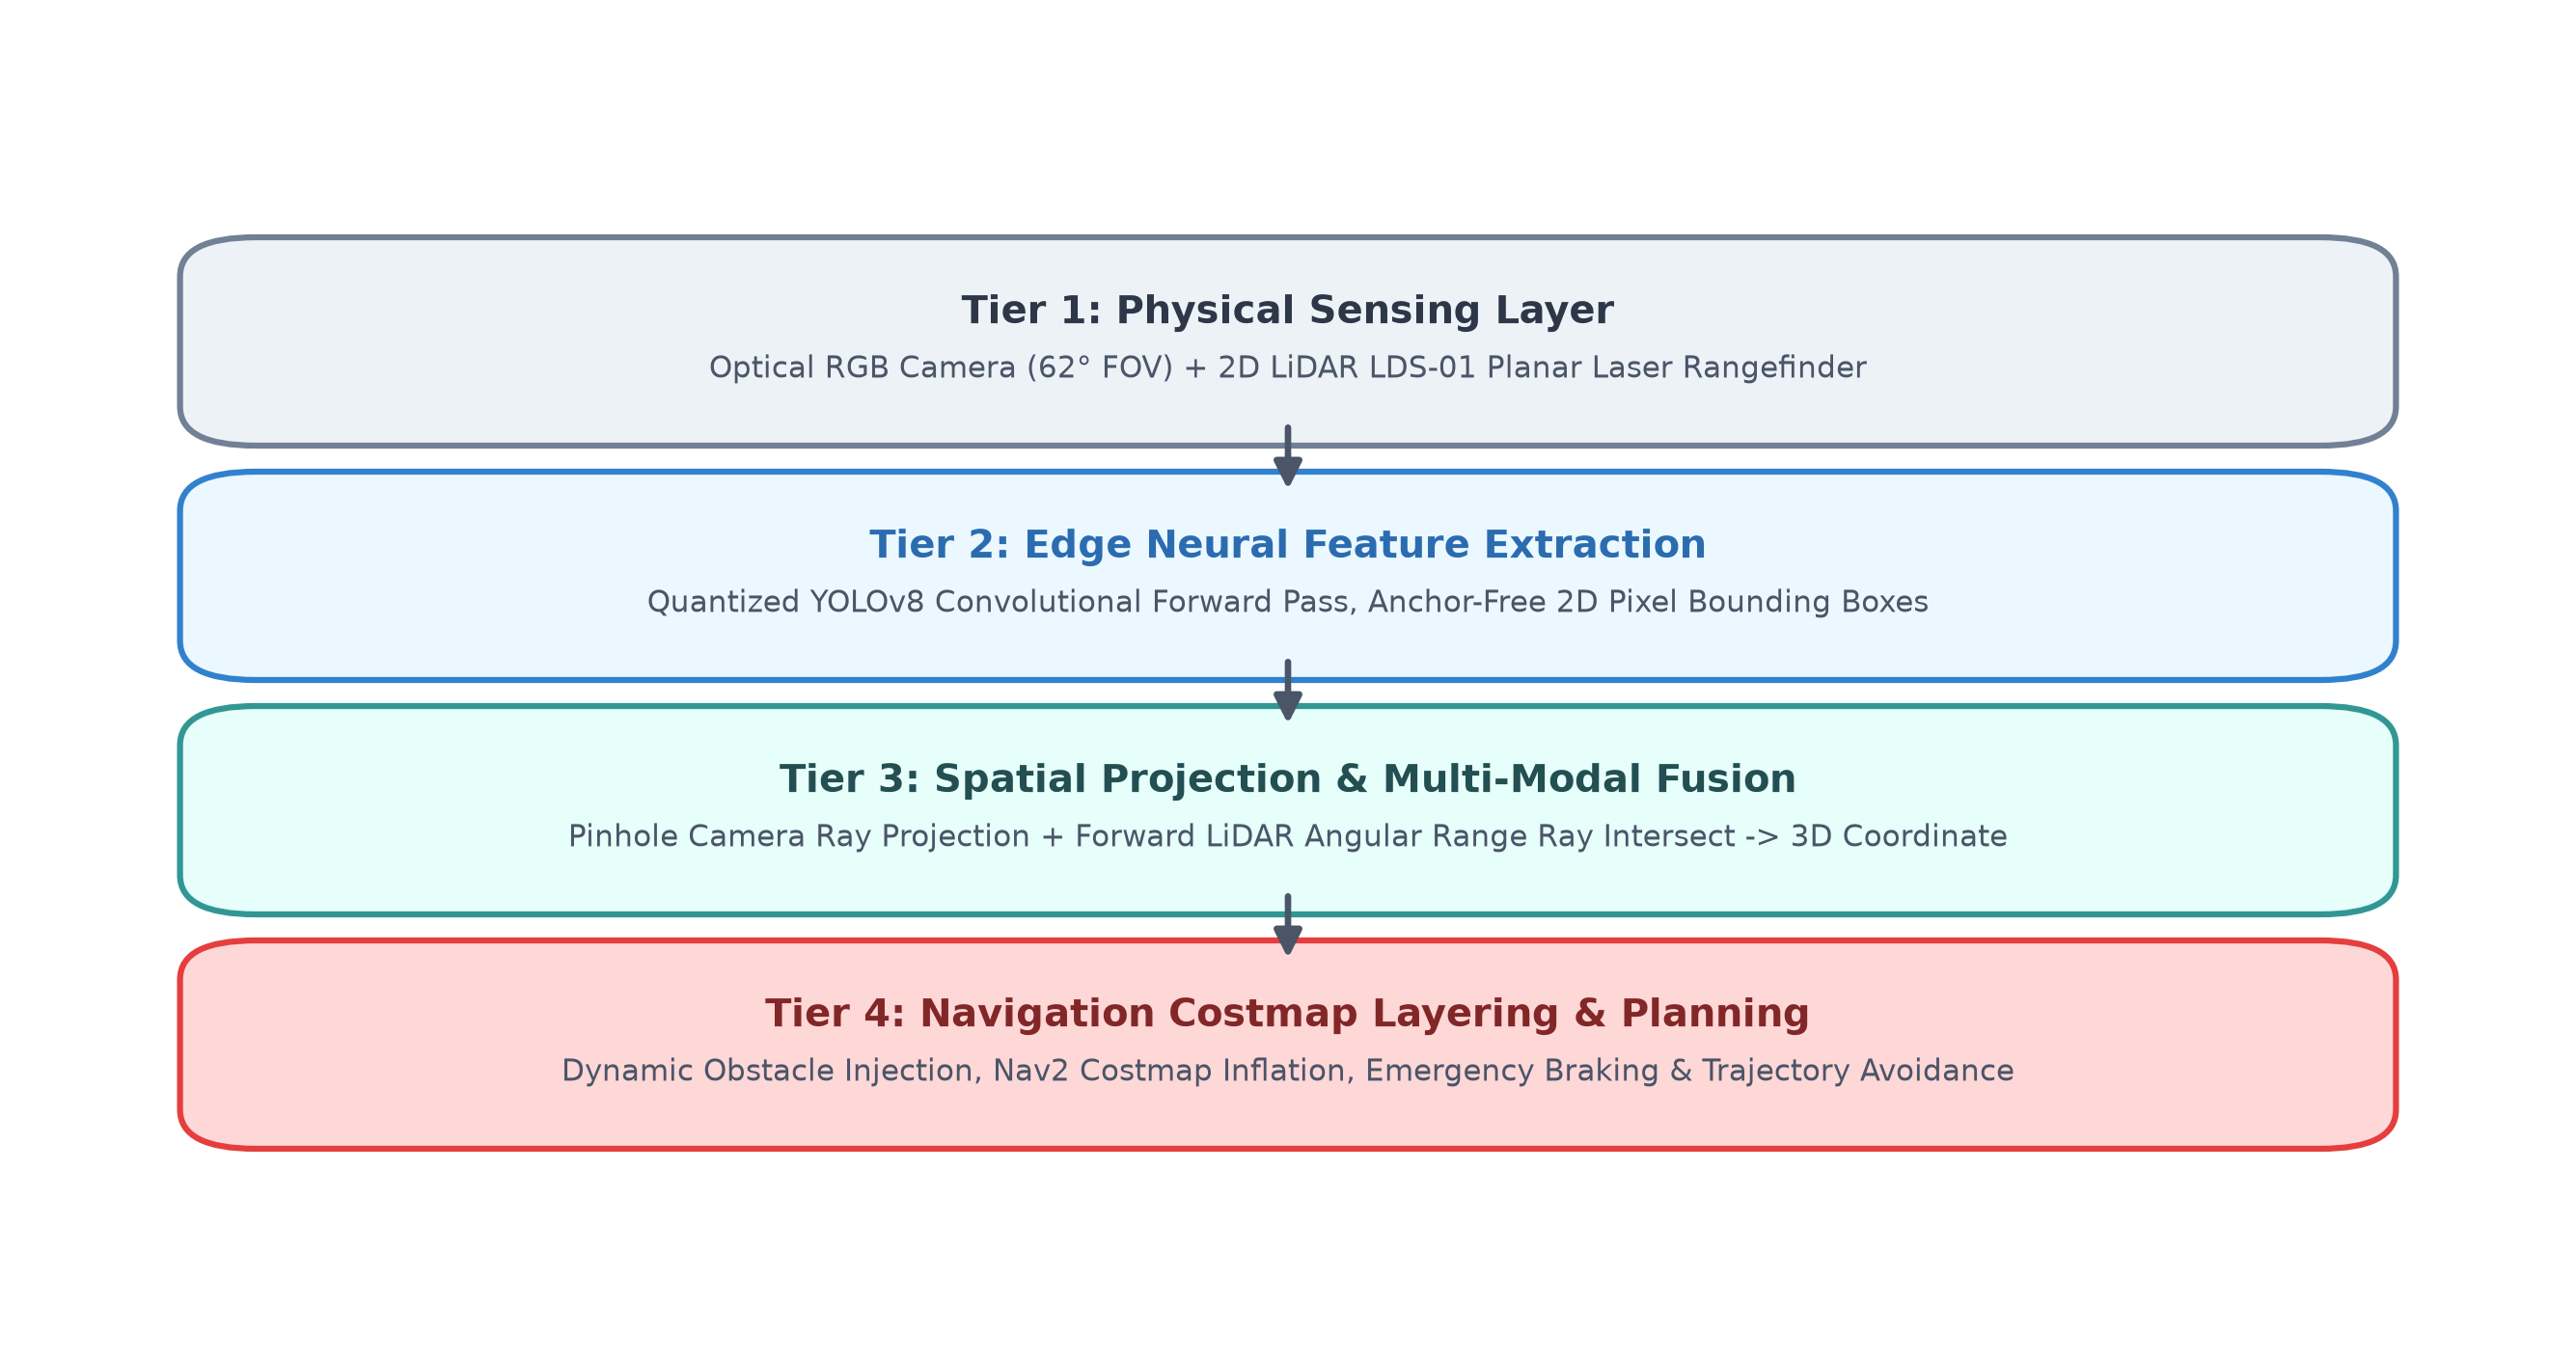 Tier 1: Physical Sensing Layer
Optical RGB Camera (62° FOV) + 2D LiDAR LDS-01 Planar Laser Rangefinder
Tier 2: Edge Neural Feature Extraction
Quantized YOLOv8 Convolutional Forward Pass, Anchor-Free 2D Pixel Bounding Boxes
Tier 3: Spatial Projection & Multi-Modal Fusion
Pinhole Camera Ray Projection + Forward LiDAR Angular Range Ray Intersect -> 3D Coordinate
Tier 4: Navigation Costmap Layering & Planning
Dynamic Obstacle Injection, Nav2 Costmap Inflation, Emergency Braking & Trajectory Avoidance